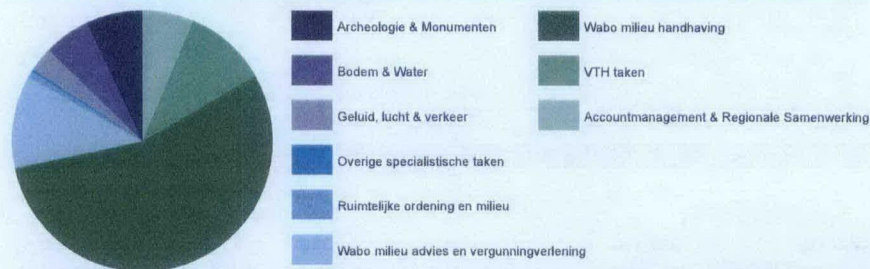 Archeologie & Monumenten
Bodem & Water
Geluid, lucht & verkeer
Overige specialistische taken
Ruimtelijke ordening en milieu
Wabo milieu advies en vergunningverlening
Wabo milieu handhaving
VTH taken
Accountmanagement & Regionale Samenwerking